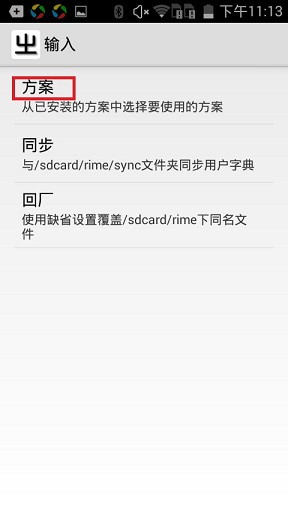 下午11:13
㞢输入
方案
从已安装的方案中选择要使用的方案
同步
与/sdcard/rime/sync文件夹同步用户字典
回厂
使用缺省设置覆盖/sdcard/rime下同名文
件